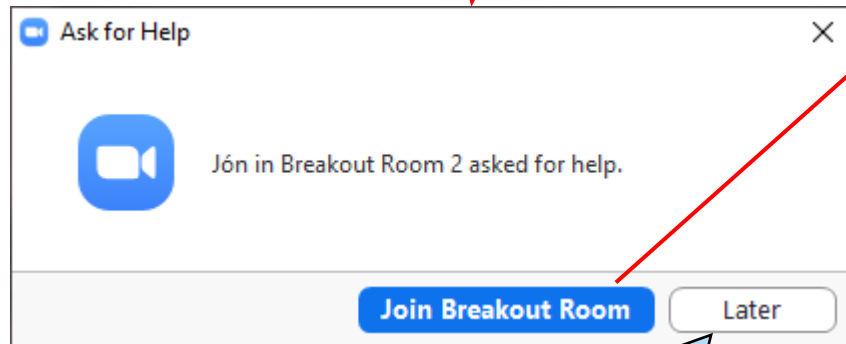 Ask for Help
Jón in Breakout Room 2 asked for help.
Join Breakout Room
Later